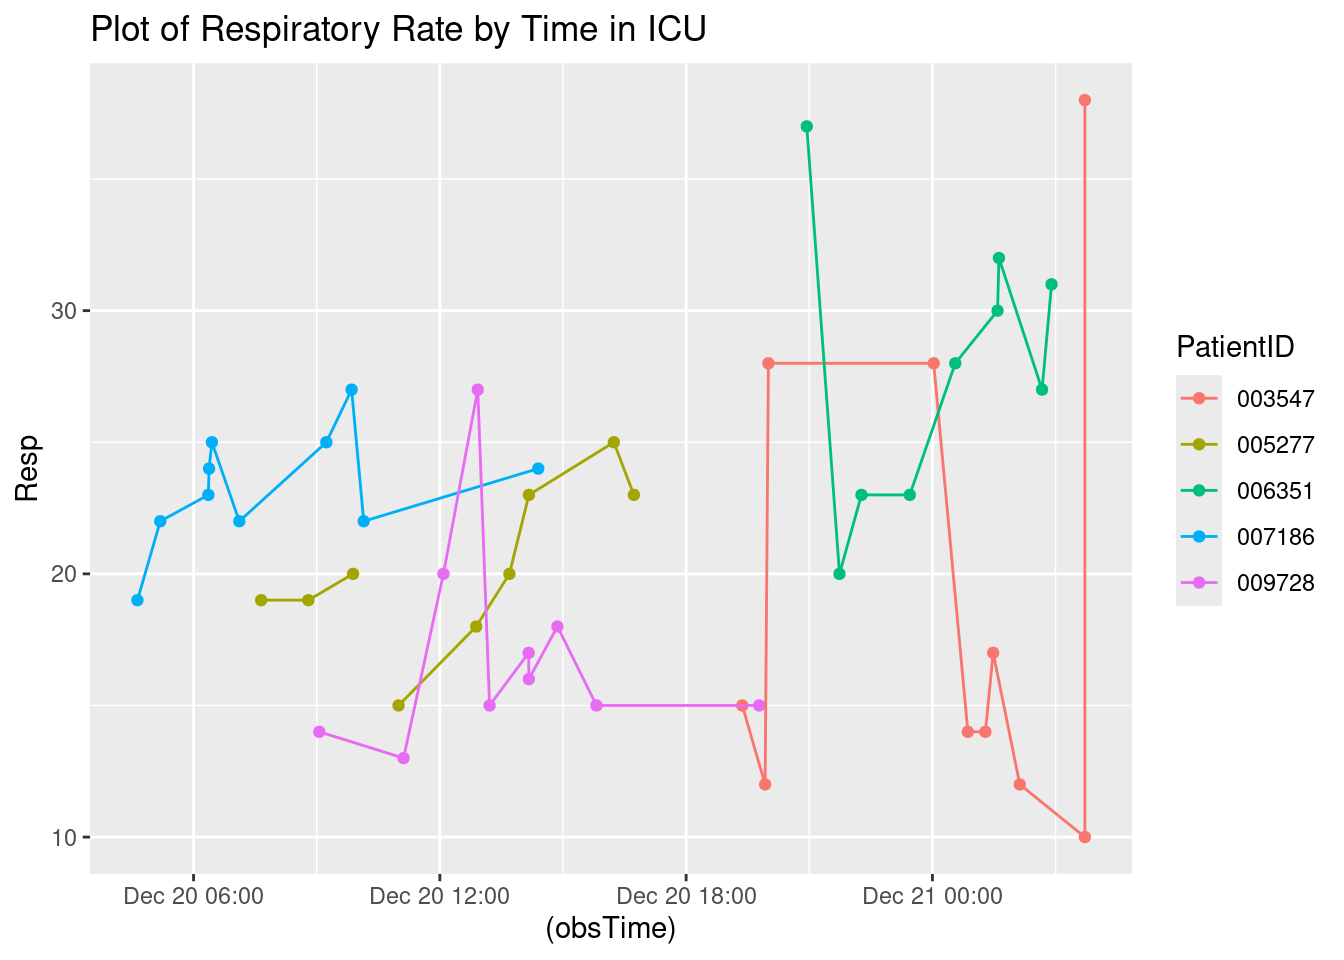 Plot of Respiratory Rate by Time in ICU
Resp
30
20
10
Dec 20 06:00
Dec 20 12:00
Dec 20 18:00
Dec 21 00:00
(obsTime)
PatientID
003547
005277
006351
007186
009728